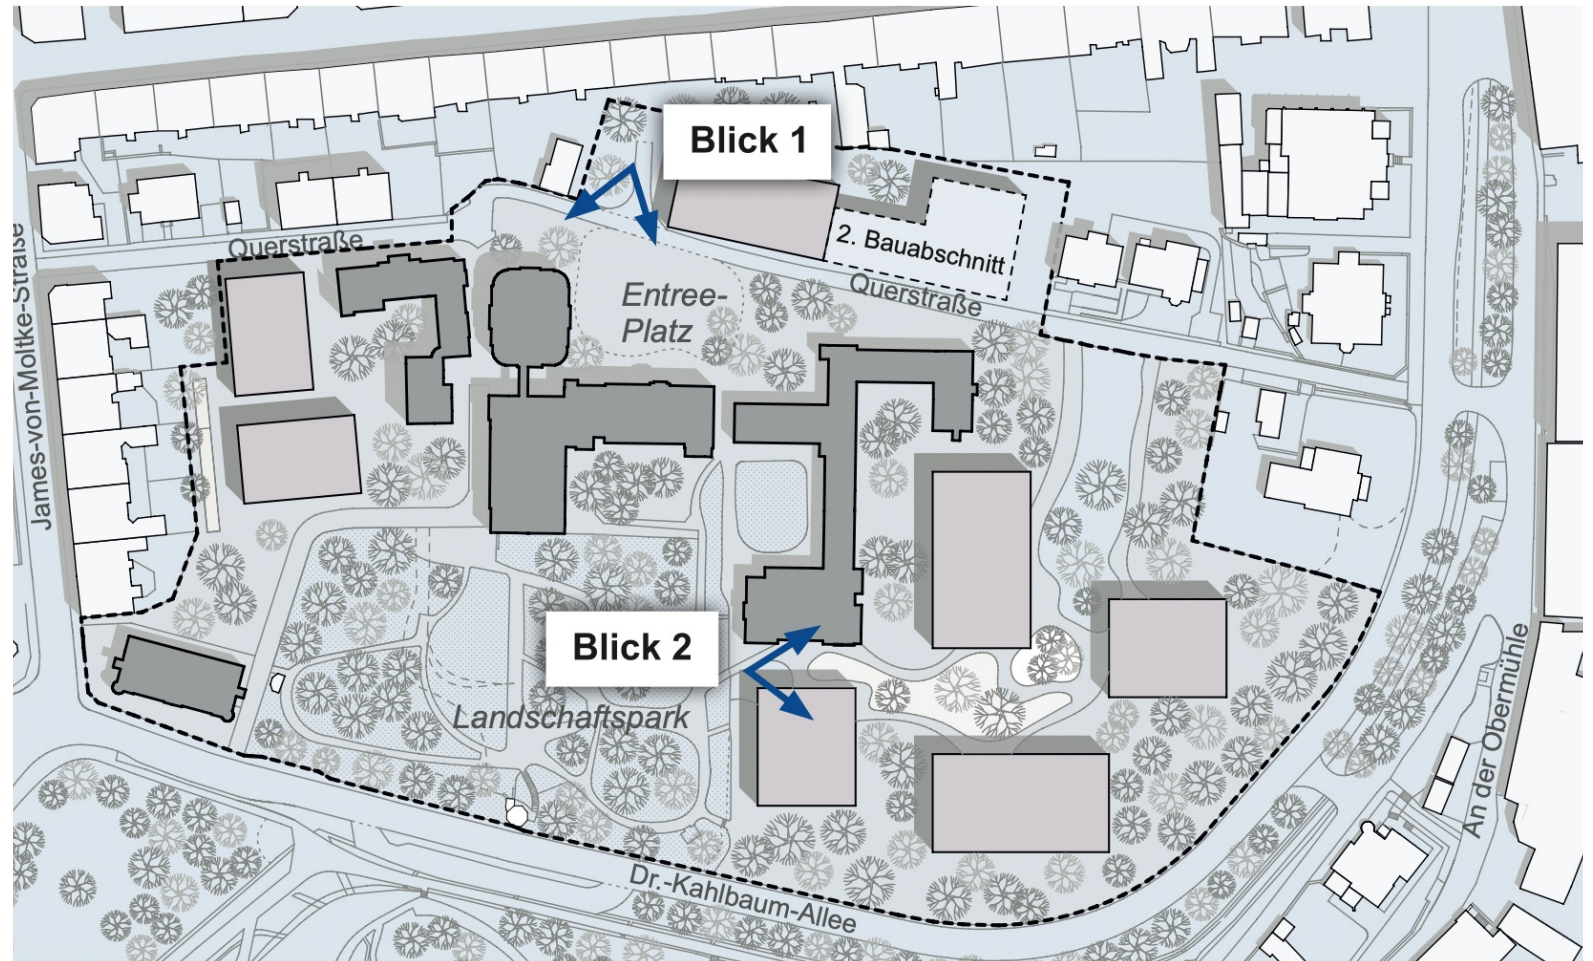 Blick 1
Querstraße
2. Bauabschnitt
Querstraße
Entree-
Platz
James-von-Moltke-Straße
Blick 2
Landschaftspark
An der Obermühle
Dr.-Kahlbaum-Allee